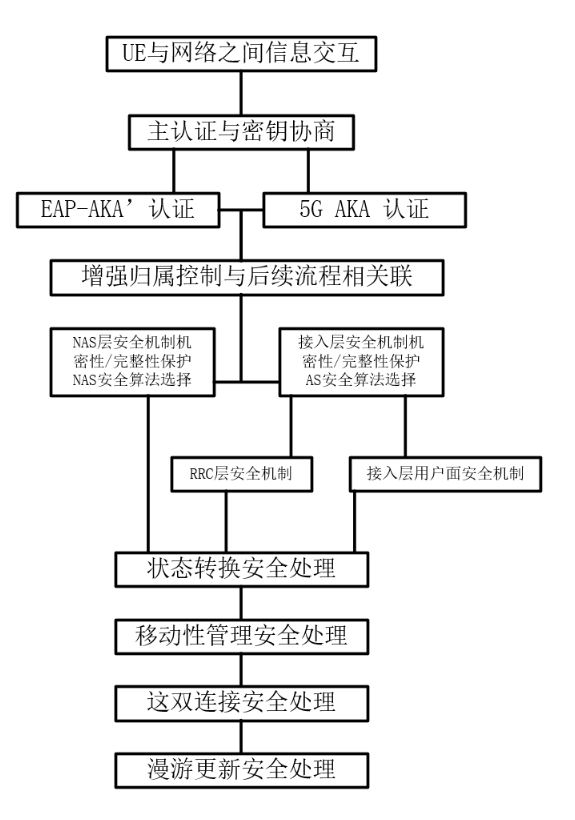 UE与网络之间信息交互
主认证与密钥协商
EAP-AKA’认证
5G AKA 认证
增强归属控制与后续流程相关联
NAS层安全机制机
密性/完整性保护
NAS安全算法选择
接入层安全机制机
密性/完整性保护
AS安全算法选择
RRC层安全机制
接入层用户面安全机制
状态转换安全处理
移动性管理安全处理
这双连接安全处理
漫游更新安全处理